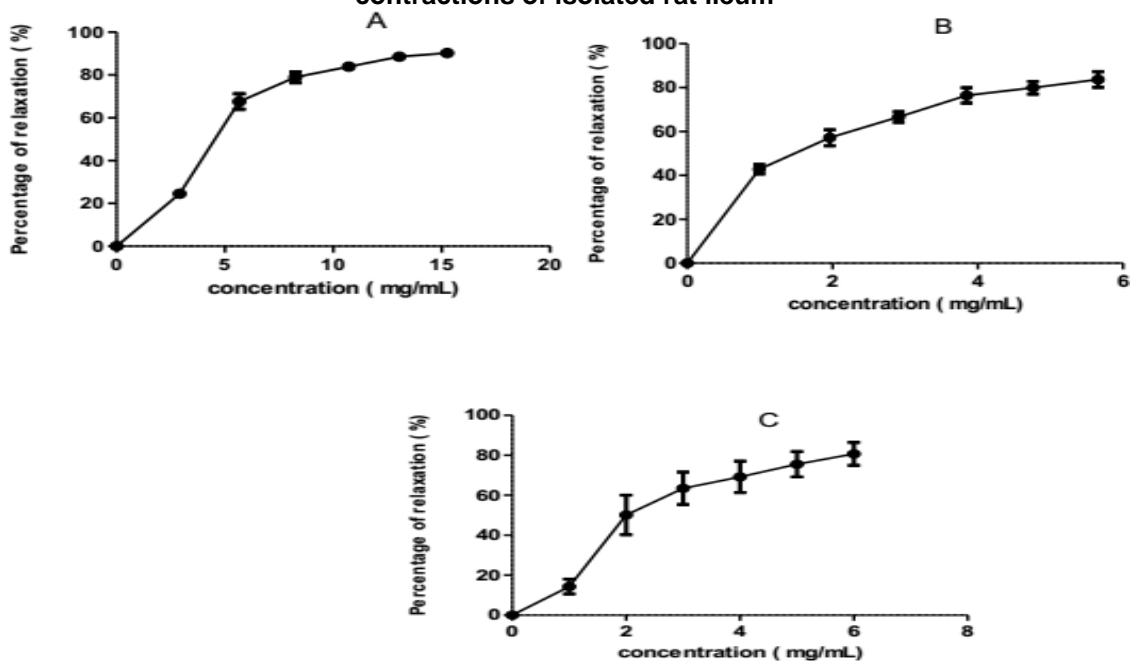 contractions of isolated rat ileum
A
Percentage of relaxation ( %)
100
80
60
40
20
0
0 5 10 15 20
concentration ( mg/mL)
B
Percentage of relaxation ( %)
100
80
60
40
20
0
0 2 4 6
concentration ( mg/mL)
C
Percentage of relaxation ( %)
100
80
60
40
20
0
0 2 4 6 8
concentration ( mg/mL)